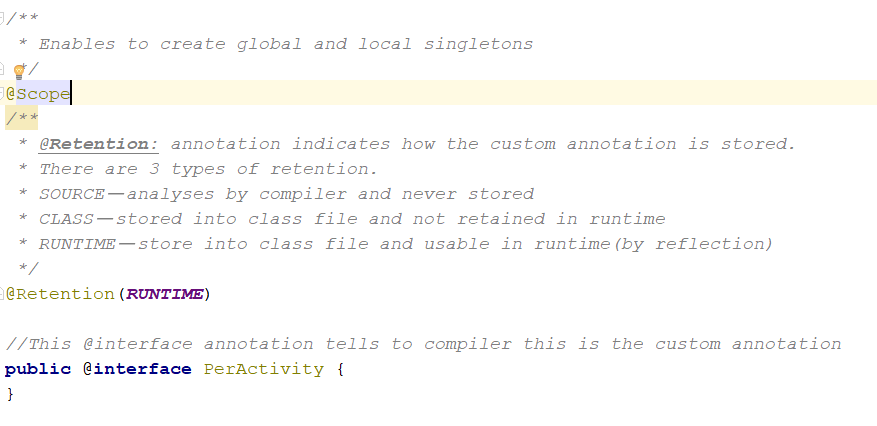 /**
 * Enables to create global and local singletons
 */
@Scope
/**
 * @Retention: annotation indicates how the custom annotation is stored.
 * There are 3 types of retention.
 * SOURCE—analyses by compiler and never stored
 * CLASS—stored into class file and not retained in runtime
 * RUNTIME—store into class file and usable in runtime(by reflection)
 */
@Retention(RUNTIME)
//This @interface annotation tells to compiler this is the custom annotation
public @interface PerActivity {
}